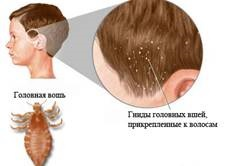 Головная вошь
Гниды головных вшей,
прикрепленные к волосам